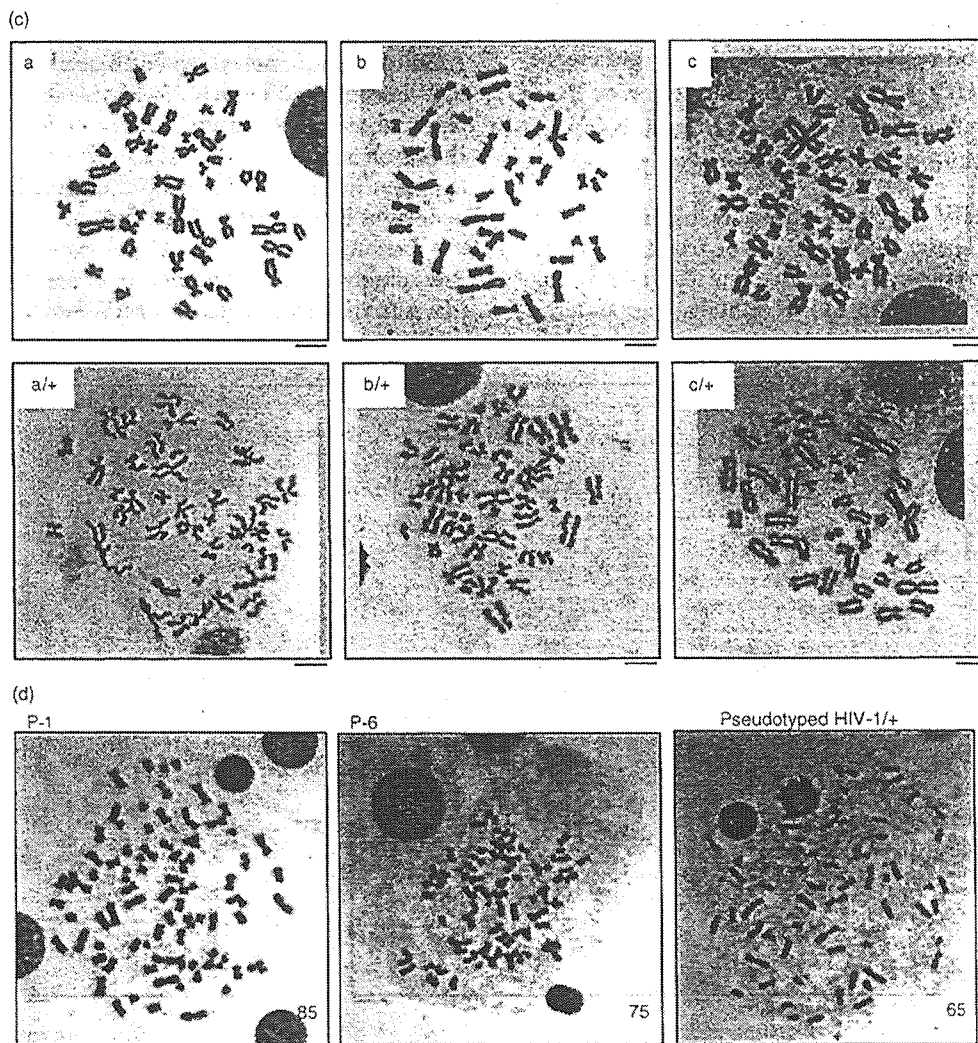 (c)
a
b
c
a/+
b/+
c/+
(d)
P-1
P-6
Pseudotyped HIV-1/+
85
75
65